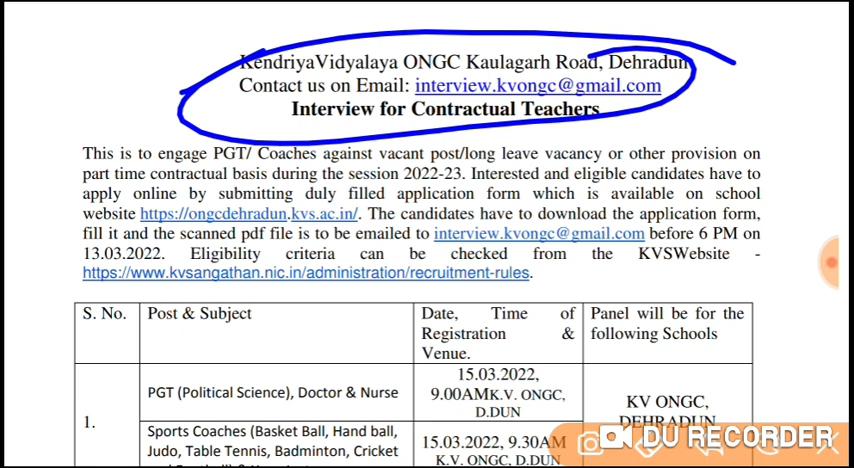 KendriyaVidyalaya ONGC Kaulagarh Road, Dehradun
Contact us on Email: interview.kvongc@gmail.com
Interview for Contractual Teachers
This is to engage PGT/ Coaches against vacant post/long leave vacancy or other provision on
part time contractual basis during the session 2022-23. Interested and eligible candidates have to
apply online by submitting duly filled application form which is available on school
website https://ongcdehradun.kvs.ac.in/. The candidates have to download the application form,
fill it and the scanned pdf file is to be emailed to interview.kvongc@gmail.com before 6 PM on
13.03.2022. Eligibility criteria can be checked from the KVSWebsite -
https://www.kvsangathan.nic.in/administration/recruitment-rules.
S. No.
Post & Subject
Date, Time of
Registration &
Venue.
Panel will be for the
following Schools
1.
PGT (Political Science), Doctor & Nurse
15.03.2022,
9.00AMK.V. ONGC,
D.DUN
KV ONGC,
DEHRADUN
Sports Coaches (Basket Ball, Hand ball,
Judo, Table Tennis, Badminton, Cricket
15.03.2022, 9.30AM
K.V. ONGC, D.DUN
DU RECORDER